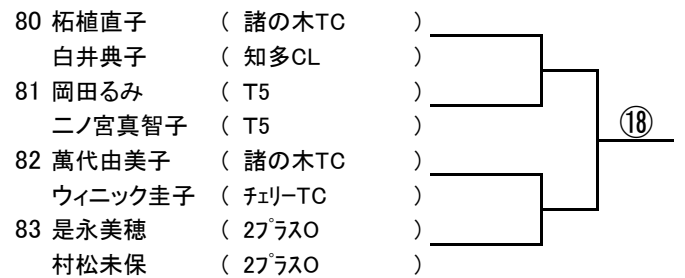 80 柘植直子 ( 諸の木TC )
白井典子 ( 知多CL )
81 岡田るみ ( T5 )
二ノ宮真智子 ( T5 )
⑱
82 萬代由美子 ( 諸の木TC )
ウィニック圭子 ( ﾁｪﾘｰTC )
83 是永美穂 ( 2ﾌﾟﾗｽO )
村松未保 ( 2ﾌﾟﾗｽO )